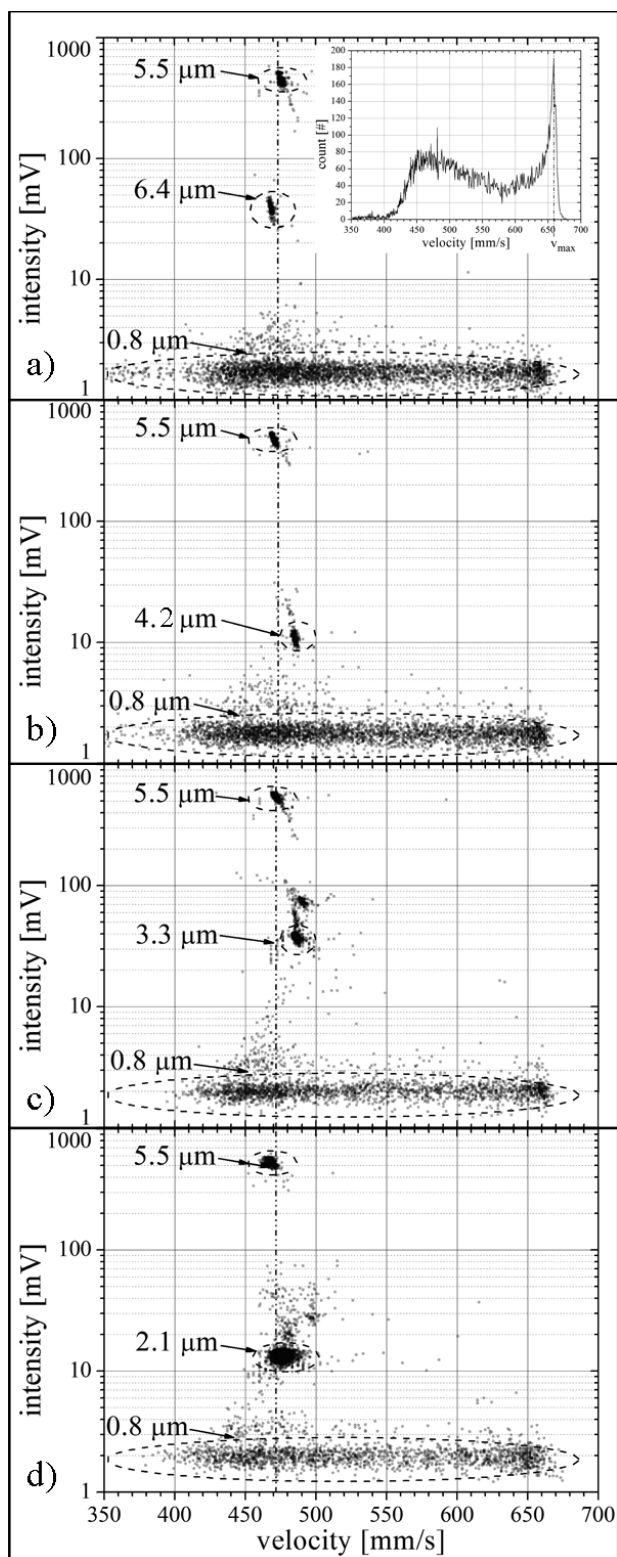 1000
100
10
1
intensity [mV]
5.5 μm
6.4 μm
0.8 μm
a)
200
180
160
140
120
100
80
60
40
20
0
count [#]
350 400 450 500 550 600 650 700
velocity [mm/s] vmax
1000
100
10
1
intensity [mV]
5.5 μm
4.2 μm
0.8 μm
b)
1000
100
10
1
intensity [mV]
5.5 μm
3.3 μm
0.8 μm
c)
1000
100
10
1
intensity [mV]
5.5 μm
2.1 μm
0.8 μm
d)
350 400 450 500 550 600 650 700
velocity [mm/s]